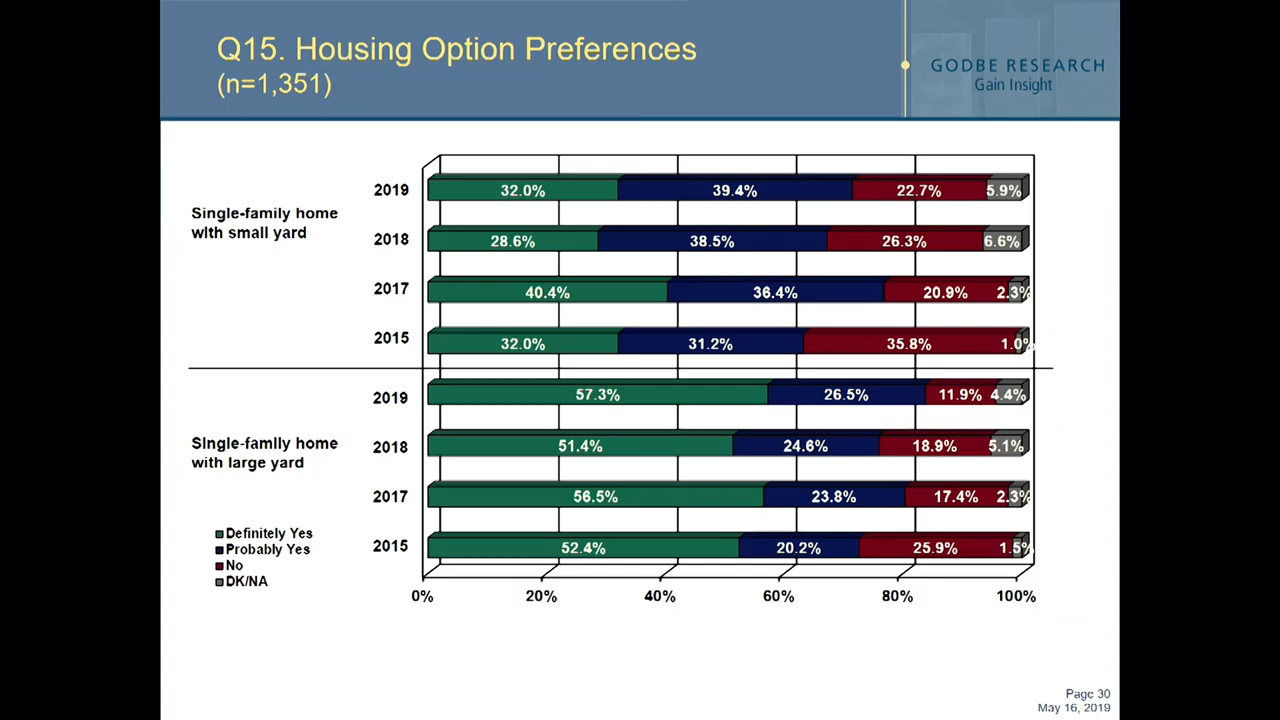 Q15. Housing Option Preferences
(n=1,351)
GODBE RESEARCH
Gain Insight
Single-family home
with small yard
2019 32.0% 39.4% 22.7% 5.9%
2018 28.6% 38.5% 26.3% 6.6%
2017 40.4% 36.4% 20.9% 2.3%
2015 32.0% 31.2% 35.8% 1.0%
Single-family home
with large yard
2019 57.3% 26.5% 11.9% 4.4%
2018 51.4% 24.6% 18.9% 5.1%
2017 56.5% 23.8% 17.4% 2.3%
2015 52.4% 20.2% 25.9% 1.5%
Definitely Yes
Probably Yes
No
DK/NA
0% 20% 40% 60% 80% 100%
Page 30
May 16, 2019